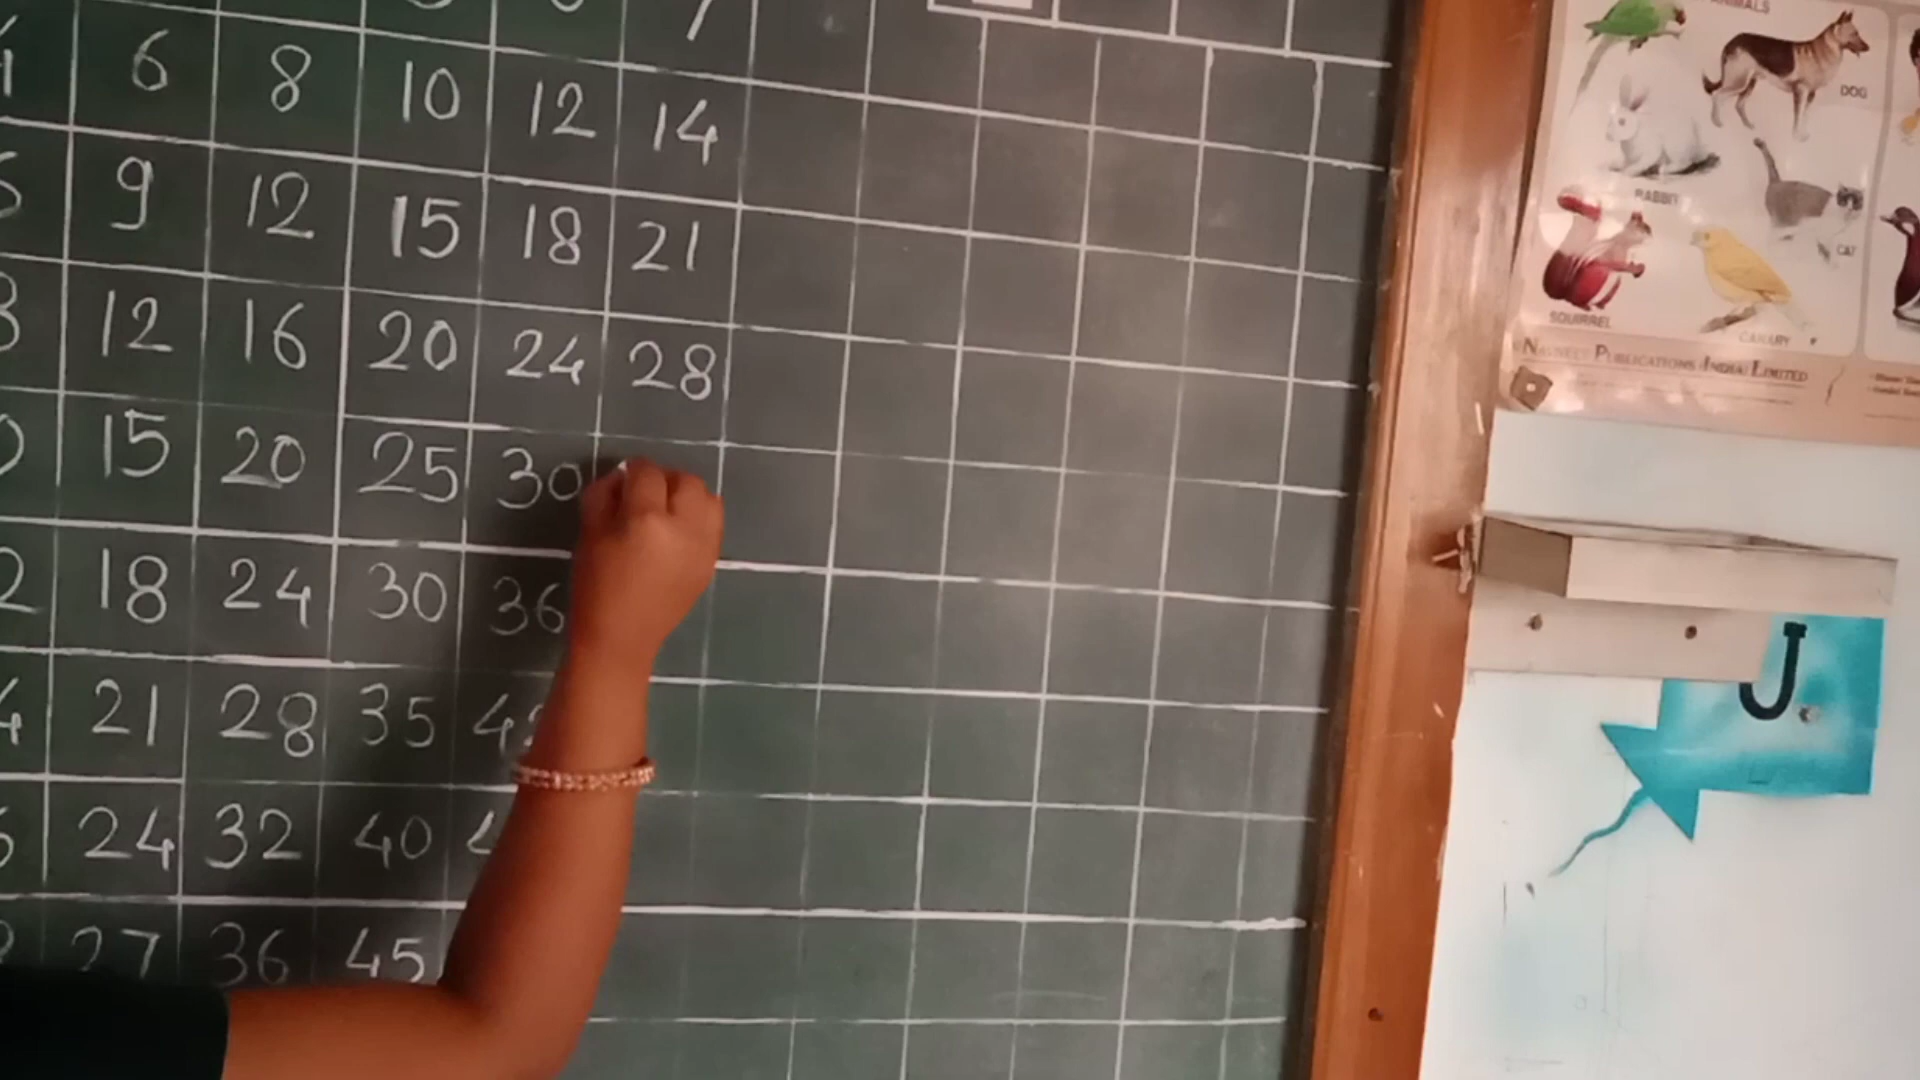 7
6 8 10 12 14
9 12 15 18 21
12 16 20 24 28
15 20 25 30
18 24 30 36
21 28 35
24 32 40
27 36 45
ANIMALS
DOG
RABBIT
CAT
SQUIRREL
CANARY
NAVNEET PUBLICATIONS (INDIA) LIMITED
J